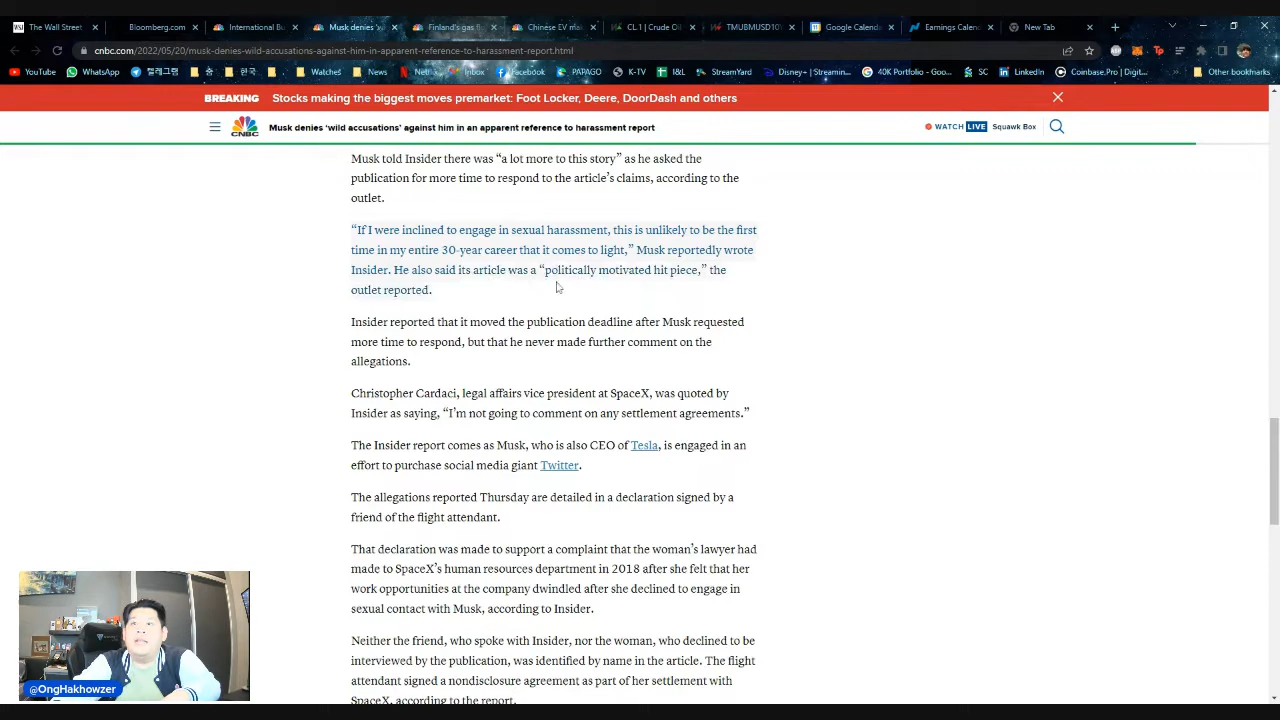 The Wall Street
Bloomberg.com
International Bu
Musk denies 'wi
Finland's gas fl
Chinese EV mak
CL.1 | Crude Oil
TMUBMUSD10Y
Google Calenda
Earnings Calend
New Tab
cnbc.com/2022/05/20/musk-denies-wild-accusations-against-him-in-apparent-reference-to-harassment-report.html
YouTube
WhatsApp
텔레그램
춤
한국
Watches
News
Netfli
Inbox
Facebook
PAPAGO
K-TV
I&L
StreamYard
Disney+ | Streamin...
40K Portfolio - Goo...
SC
LinkedIn
Coinbase.Pro | Digit...
Other bookmarks
BREAKING Stocks making the biggest moves premarket: Foot Locker, Deere, DoorDash and others
CNBC
Musk denies ‘wild accusations’ against him in an apparent reference to harassment report
WATCH LIVE Squawk Box
Musk told Insider there was “a lot more to this story” as he asked the
publication for more time to respond to the article’s claims, according to the
outlet.
“If I were inclined to engage in sexual harassment, this is unlikely to be the first
time in my entire 30-year career that it comes to light,” Musk reportedly wrote
Insider. He also said its article was a “politically motivated hit piece,” the
outlet reported.
Insider reported that it moved the publication deadline after Musk requested
more time to respond, but that he never made further comment on the
allegations.
Christopher Cardaci, legal affairs vice president at SpaceX, was quoted by
Insider as saying, “I’m not going to comment on any settlement agreements.”
The Insider report comes as Musk, who is also CEO of Tesla, is engaged in an
effort to purchase social media giant Twitter.
The allegations reported Thursday are detailed in a declaration signed by a
friend of the flight attendant.
That declaration was made to support a complaint that the woman’s lawyer had
made to SpaceX’s human resources department in 2018 after she felt that her
work opportunities at the company dwindled after she declined to engage in
sexual contact with Musk, according to Insider.
Neither the friend, who spoke with Insider, nor the woman, who declined to be
interviewed by the publication, was identified by name in the article. The flight
attendant signed a nondisclosure agreement as part of her settlement with
SpaceX, according to the report.
@OngHakhowzer